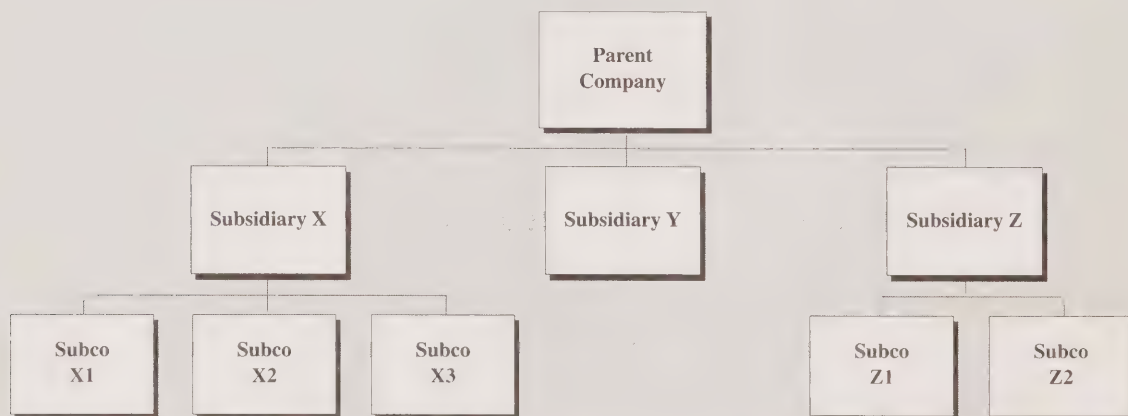 Parent
Company
Subsidiary X
Subsidiary Y
Subsidiary Z
Subco
X1
Subco
X2
Subco
X3
Subco
Z1
Subco
Z2